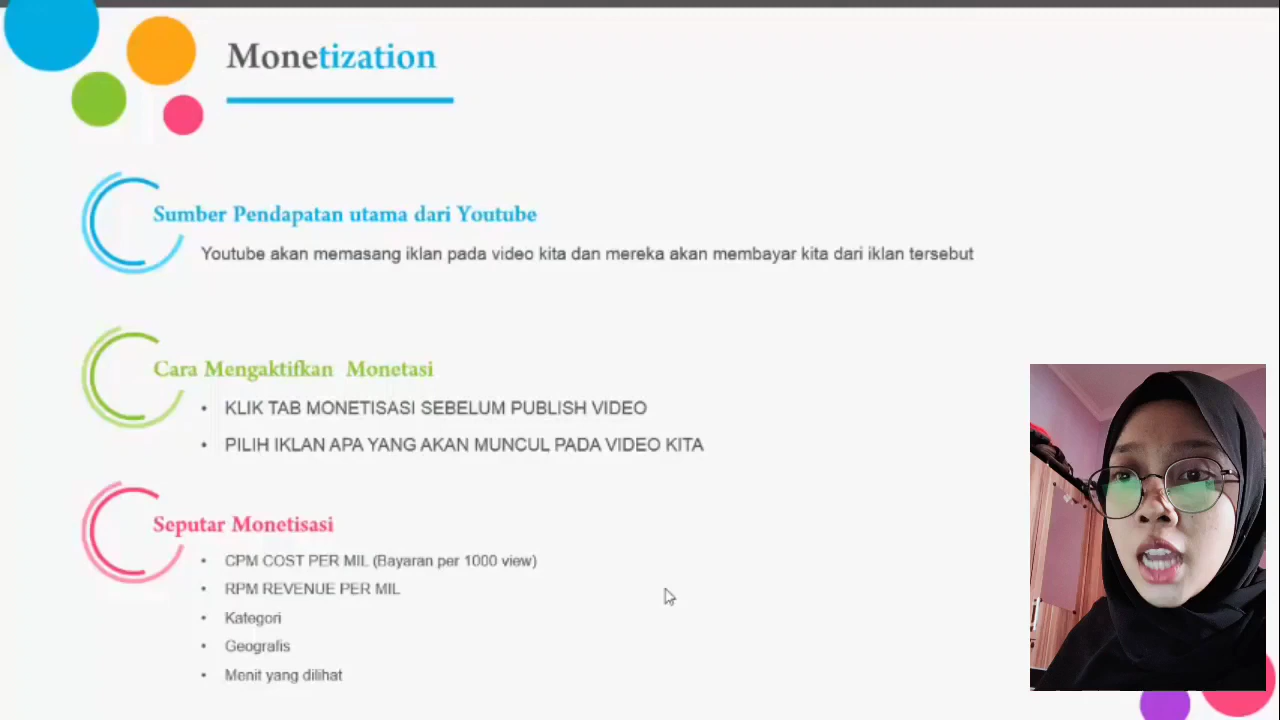 Monetization
Sumber Pendapatan utama dari Youtube
Youtube akan memasang iklan pada video kita dan mereka akan membayar kita dari iklan tersebut
Cara Mengaktifkan Monetasi
• KLIK TAB MONETISASI SEBELUM PUBLISH VIDEO
• PILIH IKLAN APA YANG AKAN MUNCUL PADA VIDEO KITA
Seputar Monetisasi
• CPM COST PER MIL (Bayaran per 1000 view)
• RPM REVENUE PER MIL
• Kategori
• Geografis
• Menit yang dilihat